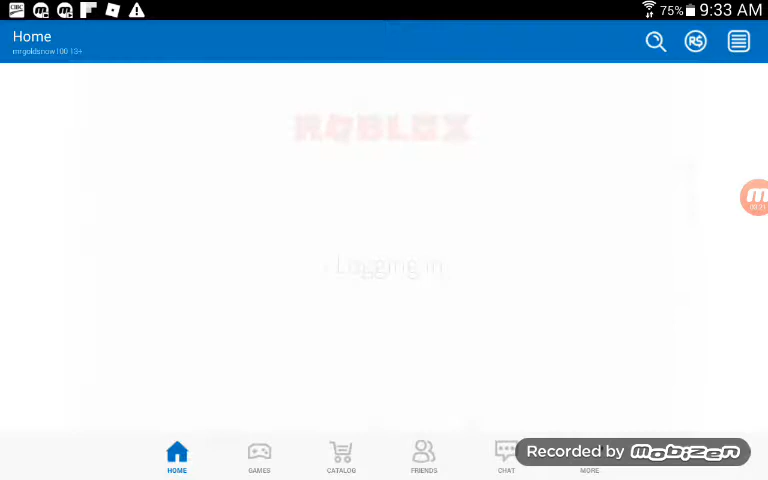 CBC
75% 9:33 AM
Home
mrgoldsnow100 13+
R$
ROBLOX
Logging in
HOME
GAMES
CATALOG
FRIENDS
CHAT
MORE
Recorded by mobizen